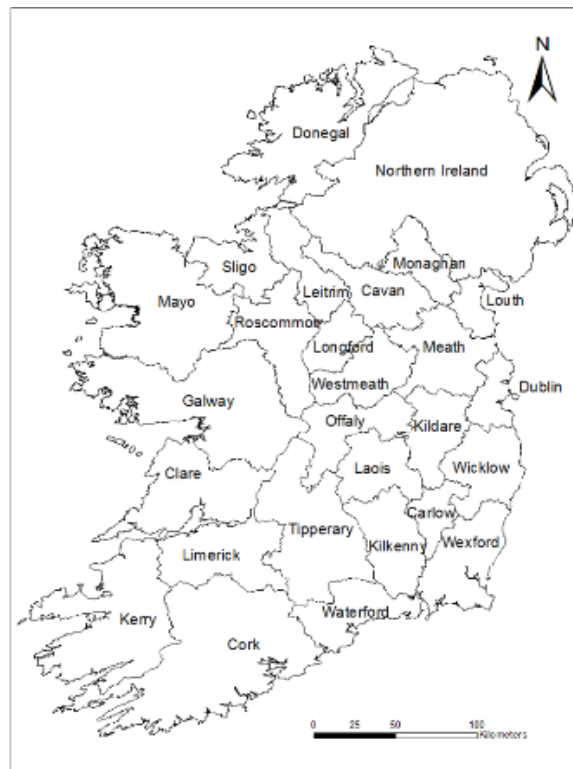 N
Donegal
Northern Ireland
Monaghan
Sligo
Leitrim
Cavan
Louth
Mayo
Roscommon
Longford
Meath
Westmeath
Dublin
Galway
Offaly
Kildare
Laois
Wicklow
Clare
Carlow
Tipperary
Wexford
Kilkenny
Limerick
Waterford
Kerry
Cork
0 25 50 100
Kilometers